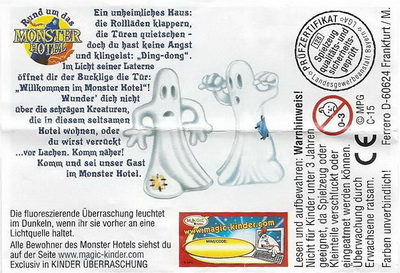 Rund um das
MONSTER
HOTEL
Ein unheimliches Haus:
die Rollläden klappern,
die Türen quietschen -
doch du hast keine Angst
und klingelst: „Ding-dong".
Im Licht seiner Laterne
öffnet dir der Bucklige die Tür:
"Willkommen im Monster Hotel"!
Wunder' dich nicht
über die schrägen Kreaturen,
die in diesem seltsamen
Hotel wohnen, oder
du wirst verrückt
...vor Lachen. Komm näher!
Komm und sei unser Gast
im Monster Hotel.
Die fluoreszierende Überraschung leuchtet
im Dunkeln, wenn ihr sie vorher an eine
Lichtquelle haltet.
Alle Bewohner des Monster Hotels siehst du
auf der Seite www.magic-kinder.com
Exclusiv in KINDER ÜBERRASCHUNG
MAGIC
www.magic-kinder.com
MAGICODE
PRÜFZERTIFIKAT
LGA
Spielzeug
qualitäts- und
sicherheits-
geprüft.
Landesgewerbeanstalt Bayern
0-3
CE
© MPG
C-15
Ferrero D-60624 Frankfurt / M.
Lesen und aufbewahren: Warnhinweis!
Nicht für Kinder unter 3 Jahren
geeignet, da Spielzeug oder
Kleinteile verschluckt oder
eingeatmet werden können.
Überwachung durch
Erwachsene ratsam.
Farben unverbindlich!